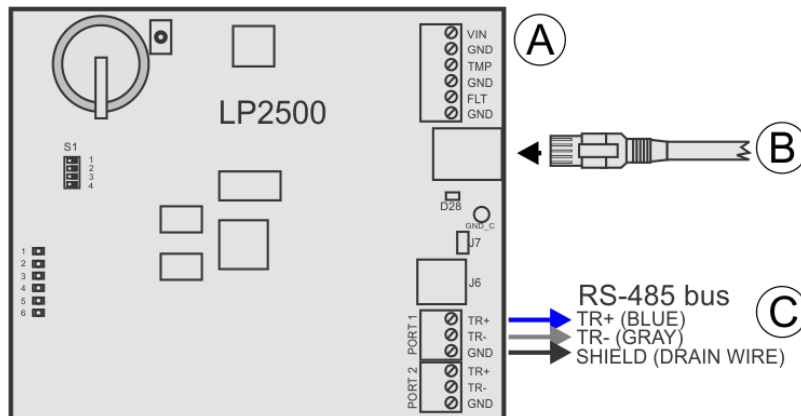 VIN
GND
TMP
GND
FLT
GND
A
LP2500
S1
1
2
3
4
B
D28
GND_C
J7
1
2
3
4
5
6
J6
RS-485 bus
C
PORT 1
TR+
TR-
GND
TR+ (BLUE)
TR- (GRAY)
SHIELD (DRAIN WIRE)
PORT 2
TR+
TR-
GND